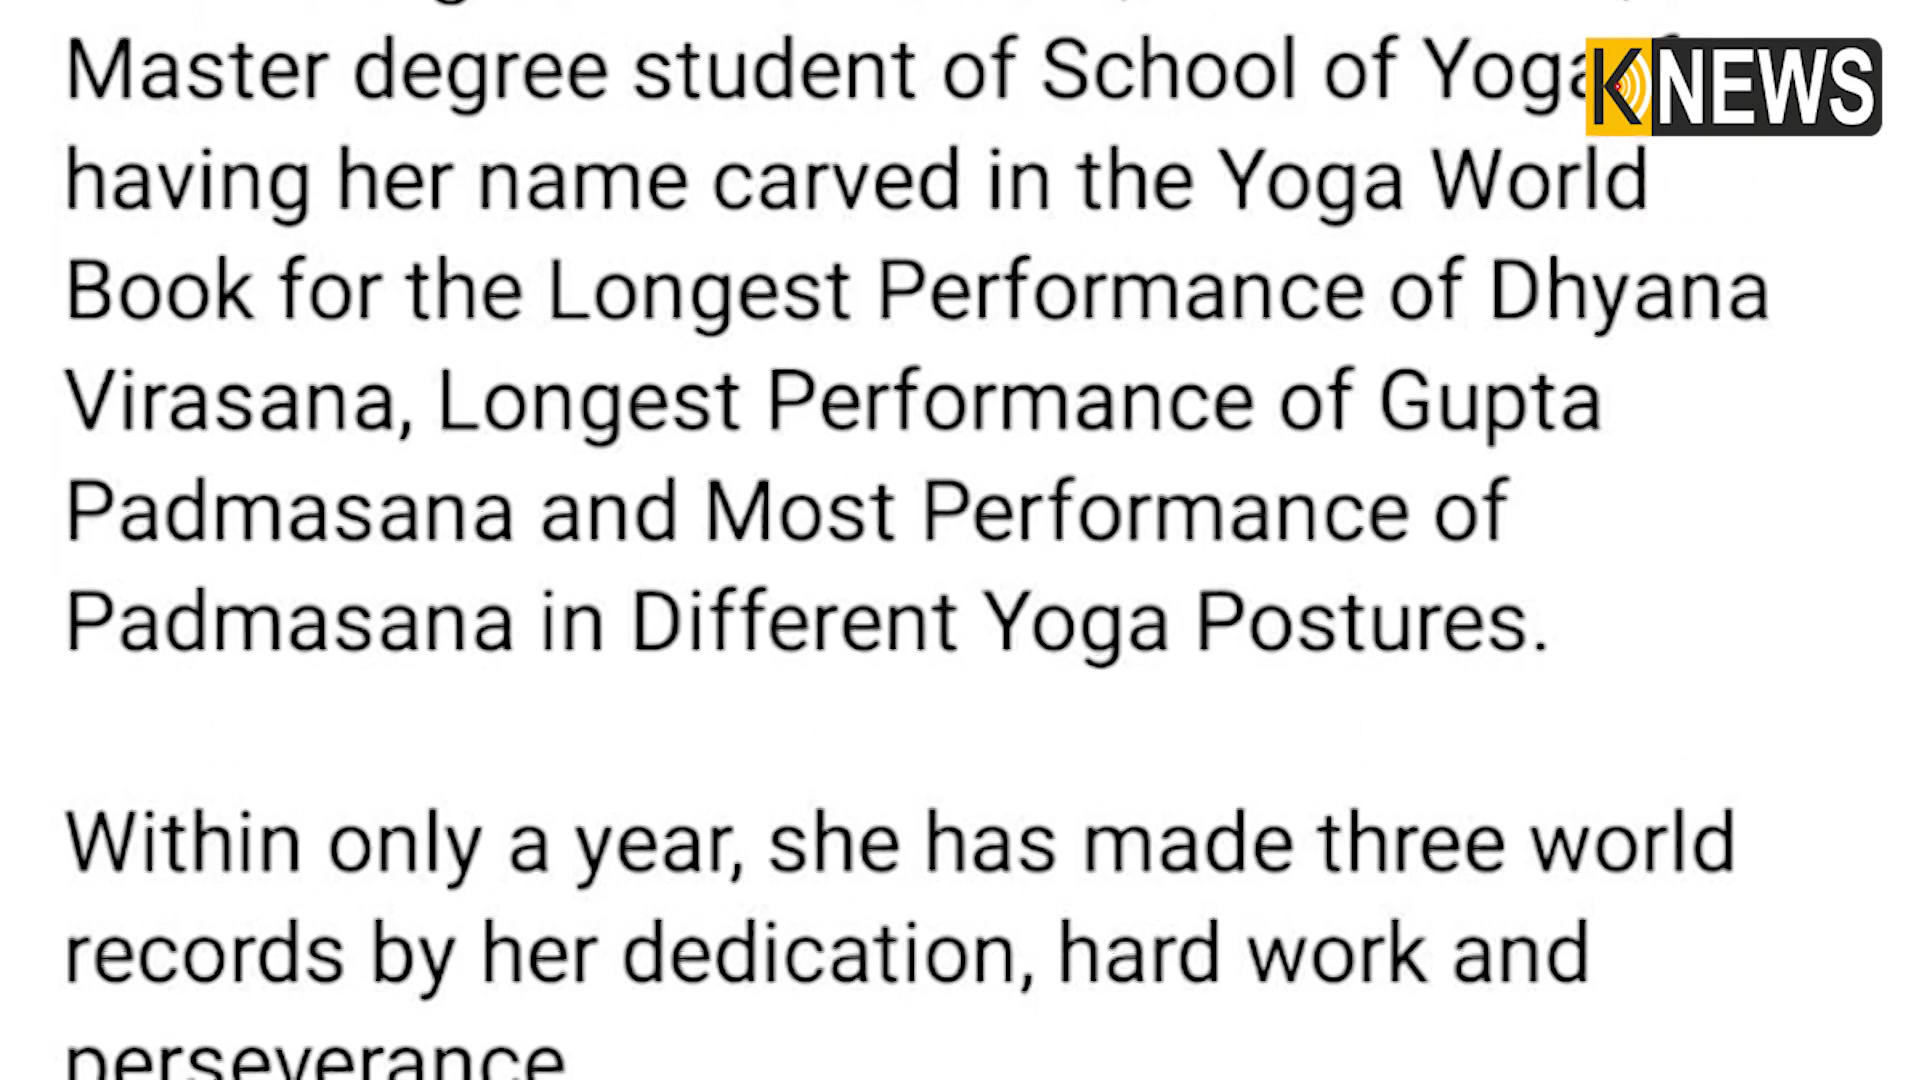 Master degree student of School of Yoga
KNEWS
having her name carved in the Yoga World
Book for the Longest Performance of Dhyana
Virasana, Longest Performance of Gupta
Padmasana and Most Performance of
Padmasana in Different Yoga Postures.
Within only a year, she has made three world
records by her dedication, hard work and
perseverance